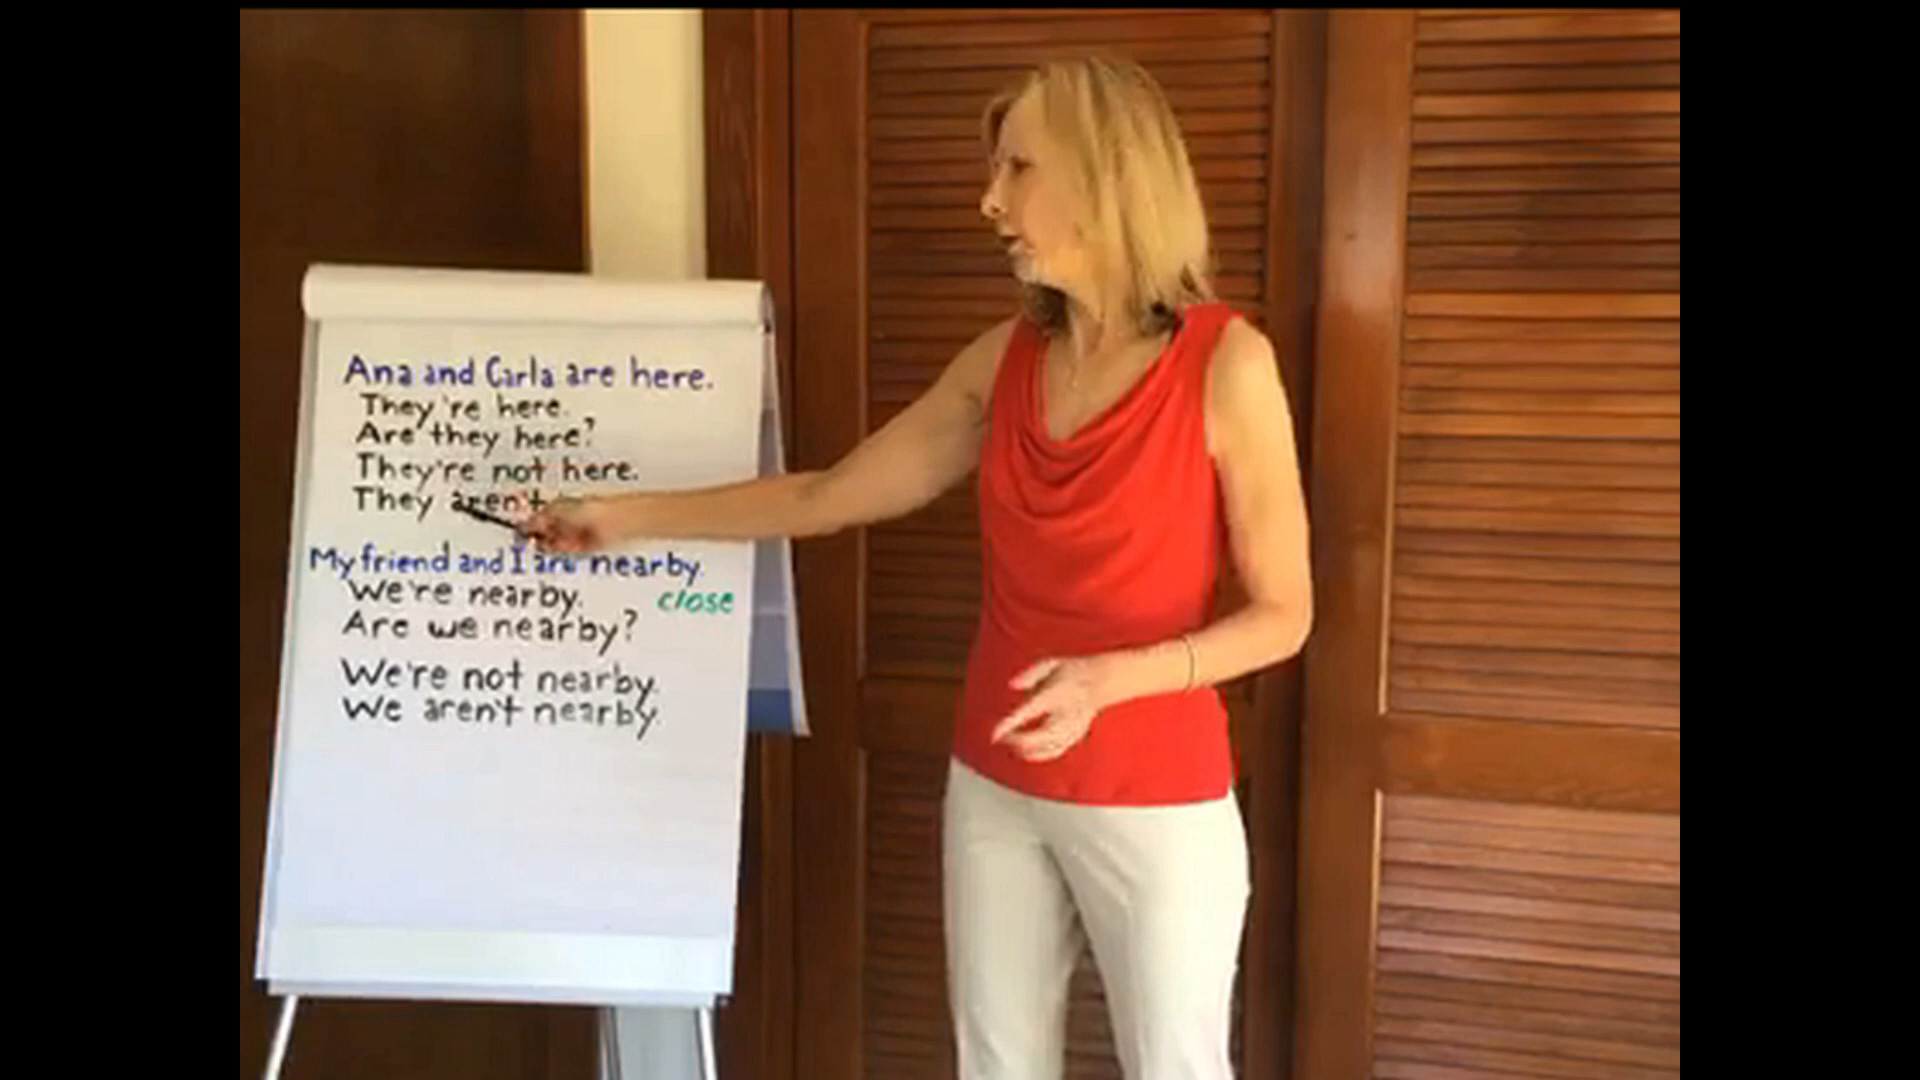 Ana and Carla are here.
They're here.
Are they here?
They're not here.
They aren't
My friend and I are nearby.
We're nearby.
close
Are we nearby?
We're not nearby.
We aren't nearby.